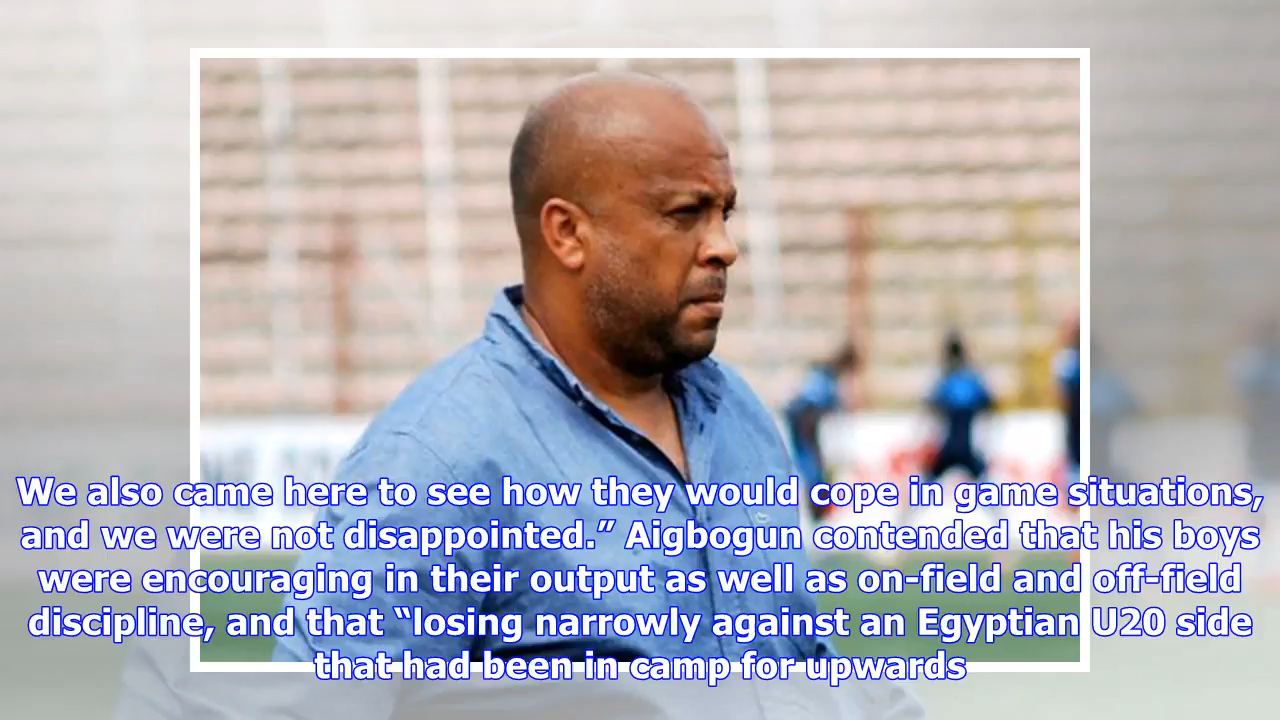 We also came here to see how they would cope in game situations,
and we were not disappointed.” Aigbogun contended that his boys
were encouraging in their output as well as on-field and off-field
discipline, and that “losing narrowly against an Egyptian U20 side
that had been in camp for upwards